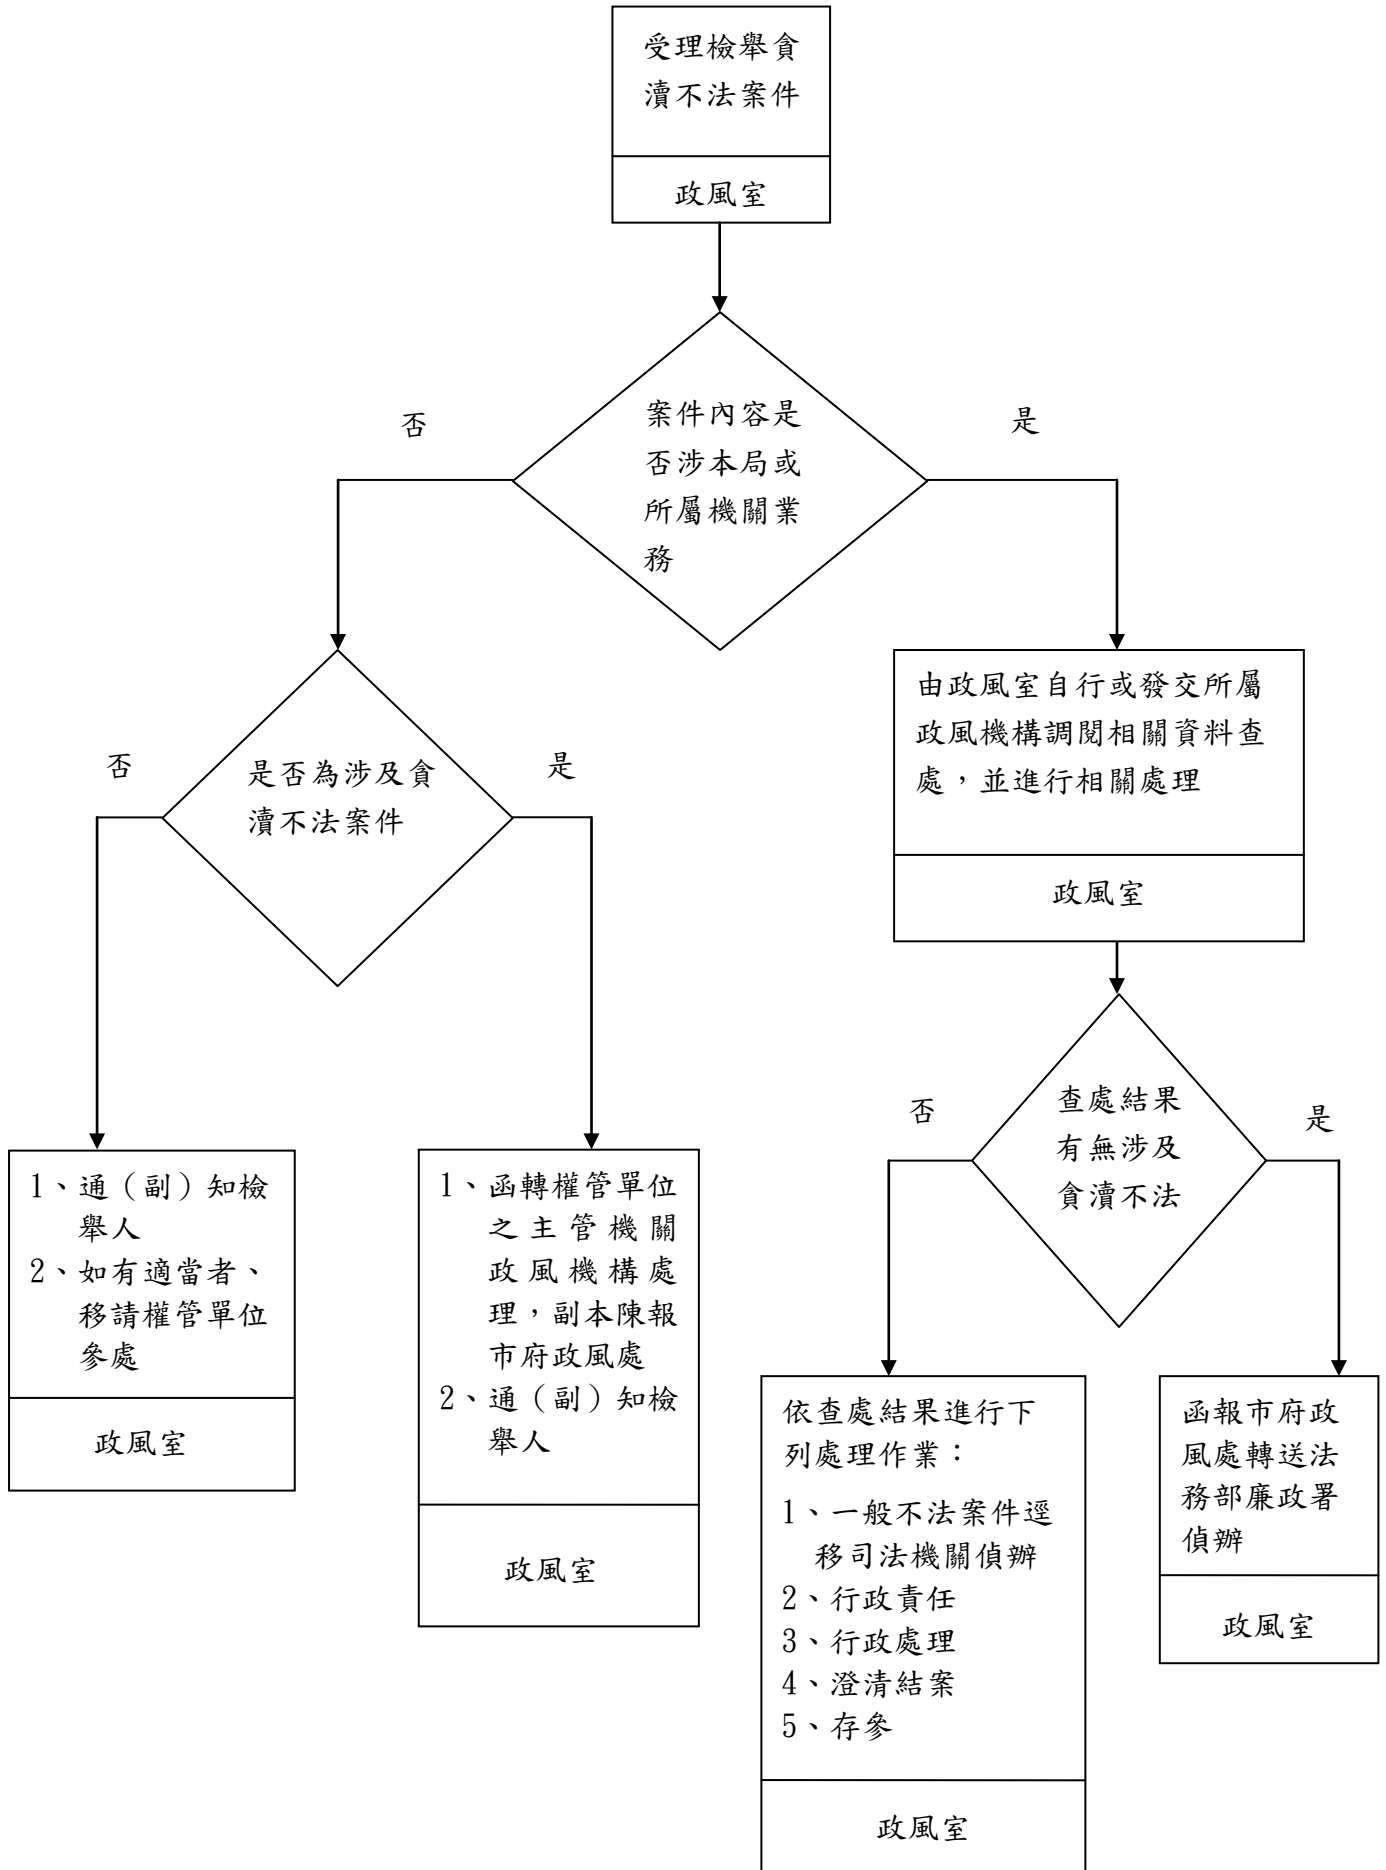 受理檢舉貪
瀆不法案件
政風室
案件內容是
否涉本局或
所屬機關業
務
否
是
是否為涉及貪
瀆不法案件
否
是
由政風室自行或發交所屬
政風機構調閱相關資料查
處，並進行相關處理
政風室
查處結果
有無涉及
貪瀆不法
否
是
1、通（副）知檢
舉人
2、如有適當者、
移請權管單位
參處
政風室
1、函轉權管單位
之主管機關
政風機構處
理，副本陳報
市府政風處
2、通（副）知檢
舉人
政風室
依查處結果進行下
列處理作業：
1、一般不法案件逕
移司法機關偵辦
2、行政責任
3、行政處理
4、澄清結案
5、存參
政風室
函報市府政
風處轉送法
務部廉政署
偵辦
政風室